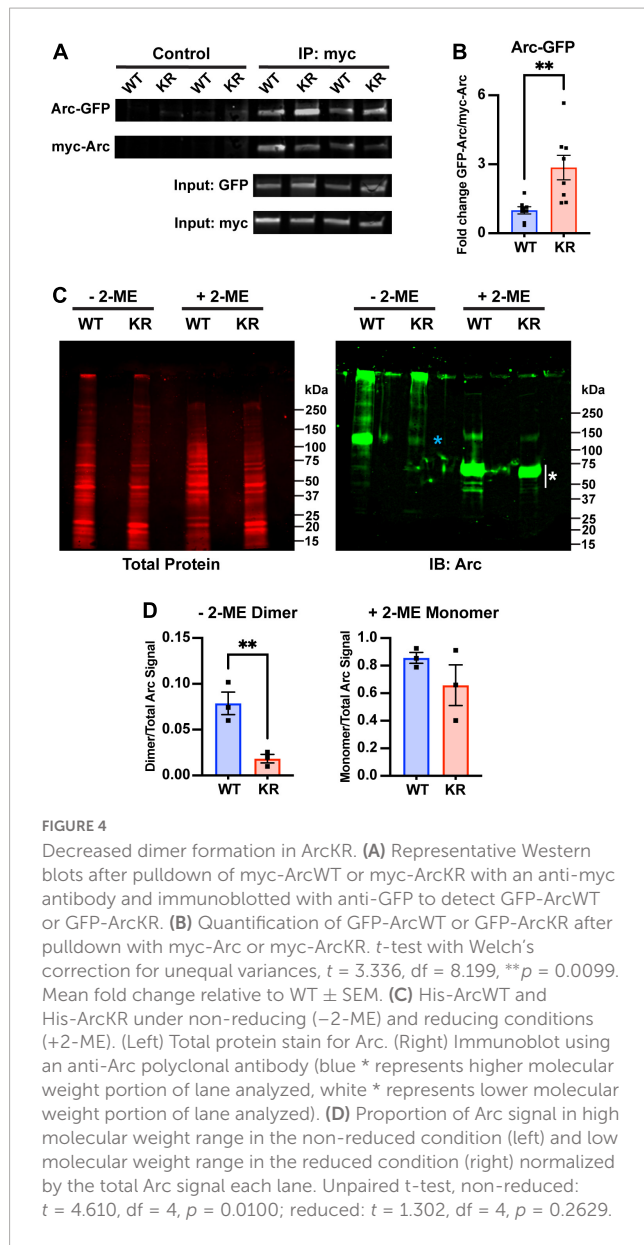 A
Control
IP: myc
WT KR WT KR WT KR WT KR
Arc-GFP
myc-Arc
Input: GFP
Input: myc
B
Arc-GFP
**
Fold change GFP-Arc/myc-Arc
6
3
0
WT KR
C
- 2-ME + 2-ME
WT KR WT KR
kDa
250
150
100
75
50
37
25
20
15
Total Protein
- 2-ME + 2-ME
WT KR WT KR
kDa
250
150
100
75
50
37
25
20
15
*
*
IB: Arc
D
- 2-ME Dimer
**
Dimer/Total Arc Signal
0.15
0.10
0.05
0.00
WT KR
+ 2-ME Monomer
Monomer/Total Arc Signal
1.0
0.8
0.6
0.4
0.2
0.0
WT KR
FIGURE 4
Decreased dimer formation in ArcKR. (A) Representative Western
blots after pulldown of myc-ArcWT or myc-ArcKR with an anti-myc
antibody and immunoblotted with anti-GFP to detect GFP-ArcWT
or GFP-ArcKR. (B) Quantification of GFP-ArcWT or GFP-ArcKR after
pulldown with myc-Arc or myc-ArcKR. t-test with Welch's
correction for unequal variances, t = 3.336, df = 8.199, **p = 0.0099.
Mean fold change relative to WT ± SEM. (C) His-ArcWT and
His-ArcKR under non-reducing (−2-ME) and reducing conditions
(+2-ME). (Left) Total protein stain for Arc. (Right) Immunoblot using
an anti-Arc polyclonal antibody (blue * represents higher molecular
weight portion of lane analyzed, white * represents lower molecular
weight portion of lane analyzed). (D) Proportion of Arc signal in high
molecular weight range in the non-reduced condition (left) and low
molecular weight range in the reduced condition (right) normalized
by the total Arc signal each lane. Unpaired t-test, non-reduced:
t = 4.610, df = 4, p = 0.0100; reduced: t = 1.302, df = 4, p = 0.2629.